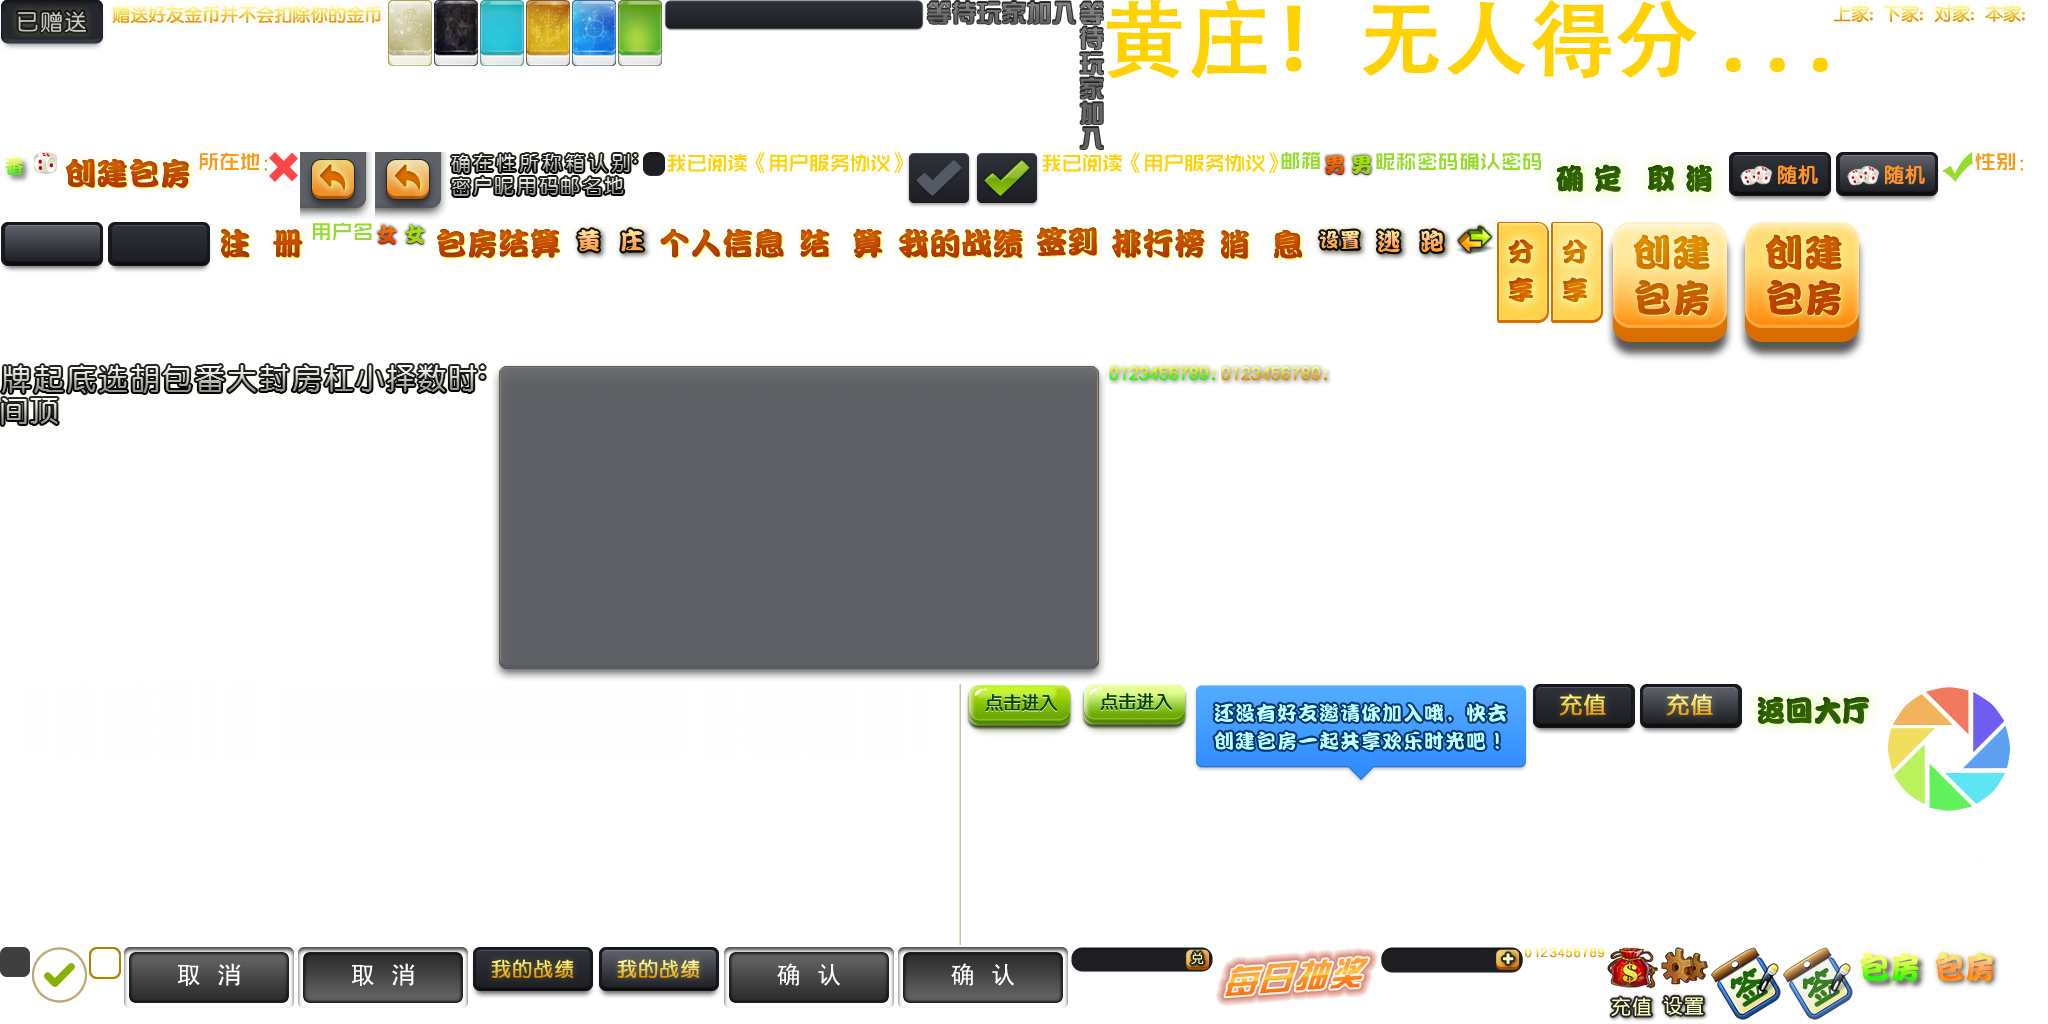 已赠送
赠送好友金币并不会扣除你的金币
等待玩家加入
等待玩家加入
黄庄！无人得分...
上家: 下家: 对家: 本家:
番
创建包房
所在地:
确在性所称箱认别:
密户昵用码邮名地
我已阅读《用户服务协议》
我已阅读《用户服务协议》
邮箱
男
男
昵称密码确认密码
确 定
取 消
随机
随机
性别:
注 册
用户名
女
女
包房结算
黄 庄
个人信息
结 算
我的战绩
签到
排行榜
消 息
设置
逃 跑
分享
分享
创建
包房
创建
包房
牌起底选胡包番大封房杠小择数时:
间顶
0123456789:
0123456789:
点击进入
点击进入
还没有好友邀请你加入哦，快去
创建包房一起共享欢乐时光吧！
充值
充值
返回大厅
取 消
取 消
我的战绩
我的战绩
确 认
确 认
兑
每日抽奖
0123456789
充值
设置
签
签
包房
包房